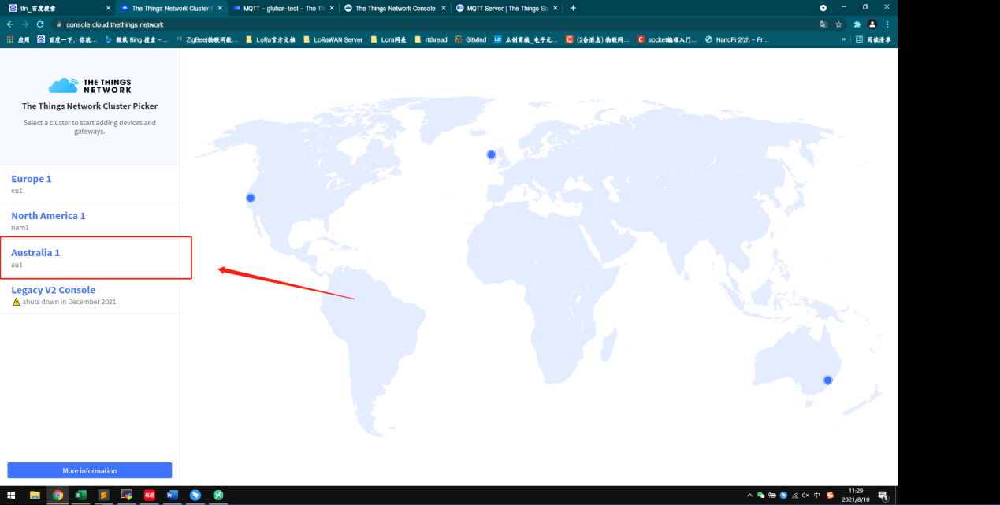 ttn_百度搜索
The Things Network Cluster P
MQTT - gluhar-test - The Th
The Things Network Console
MQTT Server | The Things Sta
console.cloud.thethings.network
应用
百度一下，你就...
微软 Bing 搜索 -...
ZigBee|物联网数...
LoRa官方文档
LoRaWAN Server
Lora网关
rtthread
GitMind
立创商城_电子元...
(2条消息) 物联网...
socket编程入门...
NanoPi 2/zh - Fr...
»
阅读清单
THE THINGS
NETWORK
The Things Network Cluster Picker
Select a cluster to start adding devices and
gateways.
Europe 1
eu1
North America 1
nam1
Australia 1
au1
Legacy V2 Console
shuts down in December 2021
More information
中
11:29
2021/8/10
1